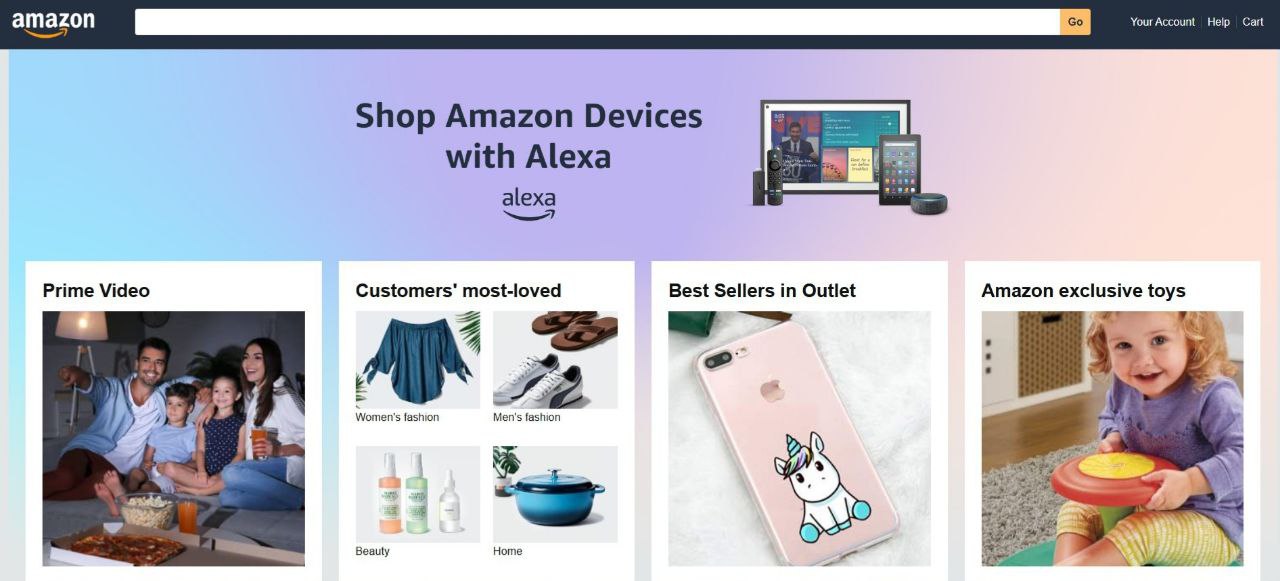 amazon
Go
Your Account
Help
Cart
Shop Amazon Devices
with Alexa
alexa
Prime Video
Customers' most-loved
Women's fashion
Men's fashion
Beauty
Home
Best Sellers in Outlet
Amazon exclusive toys